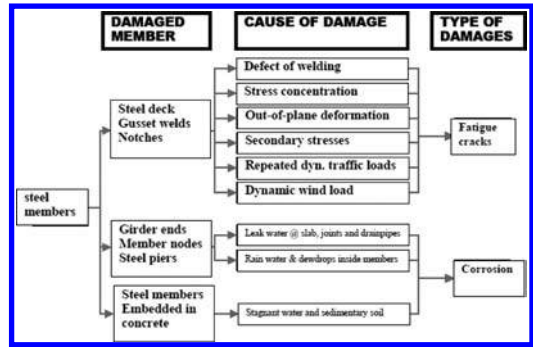 DAMAGED
MEMBER
CAUSE OF DAMAGE
TYPE OF
DAMAGES
Defect of welding
Stress concentration
Out-of-plane deformation
Secondary stresses
Repeated dyn. traffic loads
Dynamic wind load
Steel deck
Gusset welds
Notches
Fatigue
cracks
steel
members
Girder ends
Member nodes
Steel piers
Leak water @ slab, joints and drainpipes
Rain water & dewdrops inside members
Corrosion
Steel members
Embedded in
concrete
Stagnant water and sedimentary soil